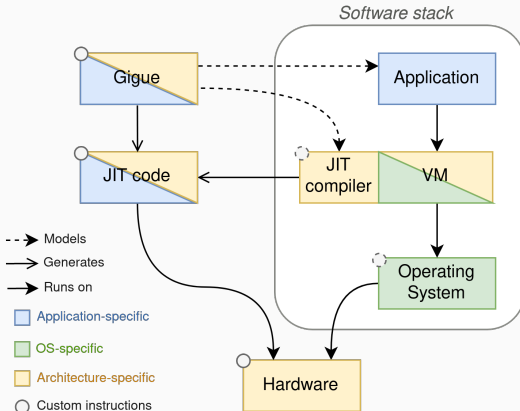 Software stack
Gigue
Application
JIT code
JIT
compiler
VM
Models
Generates
Runs on
Operating
System
Application-specific
OS-specific
Architecture-specific
Hardware
Custom instructions